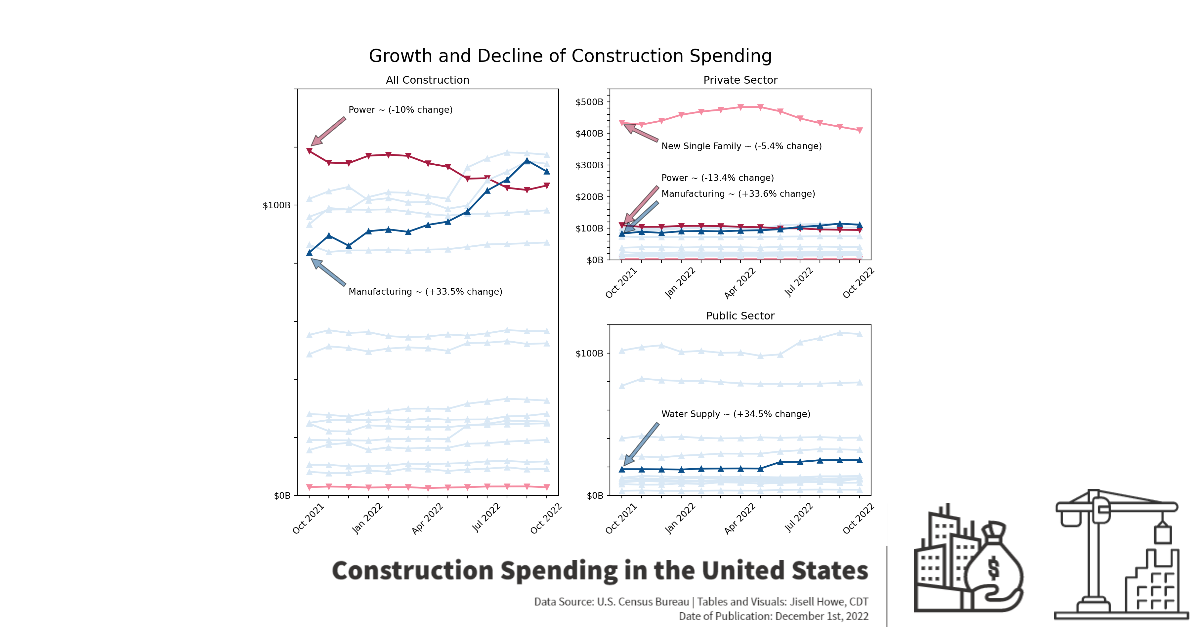 Growth and Decline of Construction Spending
All Construction
Power ~ (-10% change)
$100B
Manufacturing ~ (+33.5% change)
$0B
Oct 2021
Jan 2022
Apr 2022
Jul 2022
Oct 2022
Private Sector
$500B
$400B
New Single Family ~ (-5.4% change)
$300B
Power ~ (-13.4% change)
Manufacturing ~ (+33.6% change)
$200B
$100B
$0B
Oct 2021
Jan 2022
Apr 2022
Jul 2022
Oct 2022
Public Sector
$100B
Water Supply ~ (+34.5% change)
$0B
Oct 2021
Jan 2022
Apr 2022
Jul 2022
Oct 2022
Construction Spending in the United States
Data Source: U.S. Census Bureau | Tables and Visuals: Jisell Howe, CDT
Date of Publication: December 1st, 2022
$